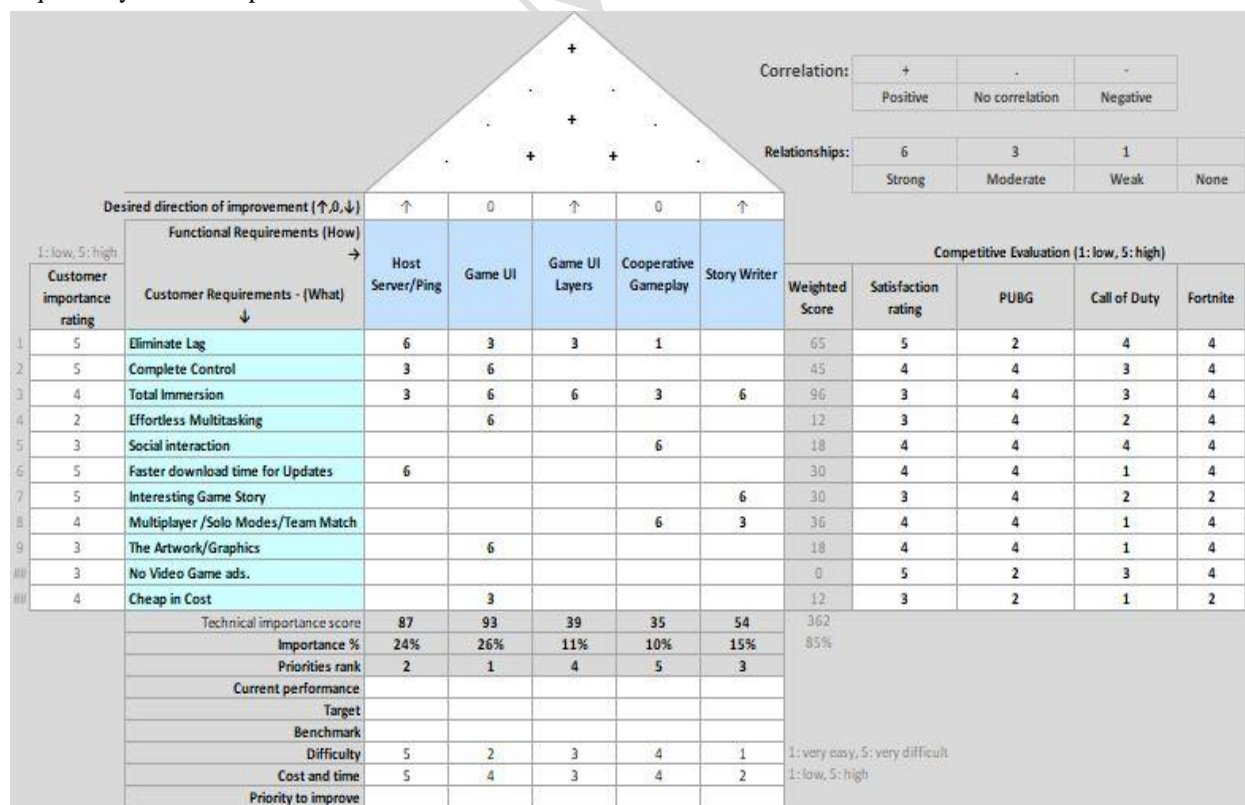 +
Correlation: + . -
Positive No correlation Negative
. .
. + .
Relationships: 6 3 1
. + + .
Strong Moderate Weak None
Desired direction of improvement (↑,0,↓) ↑ 0 ↑ 0 ↑
Functional Requirements (How) →
1: low, 5: high
Customer importance rating
Customer Requirements - (What) ↓
Host Server/Ping Game UI Game UI Layers Cooperative Gameplay Story Writer
Competitive Evaluation (1: low, 5: high)
Weighted Score Satisfaction rating PUBG Call of Duty Fortnite
1 5 Eliminate Lag 6 3 3 1 65 5 2 4 4
2 5 Complete Control 3 6 45 4 4 3 4
3 4 Total Immersion 3 6 6 3 6 96 3 4 3 4
4 2 Effortless Multitasking 6 12 3 4 2 4
5 3 Social interaction 6 18 4 4 4 4
6 5 Faster download time for Updates 6 30 4 4 1 4
7 5 Interesting Game Story 6 30 3 4 2 2
8 4 Multiplayer /Solo Modes/Team Match 6 3 36 4 4 1 4
9 3 The Artwork/Graphics 6 18 4 4 1 4
## 3 No Video Game ads. 0 5 2 3 4
## 4 Cheap in Cost 3 12 3 2 1 2
Technical importance score 87 93 39 35 54 362
Importance % 24% 26% 11% 10% 15% 85%
Priorities rank 2 1 4 5 3
Current performance
Target
Benchmark
Difficulty 5 2 3 4 1 1: very easy, 5: very difficult
Cost and time 5 4 3 4 2 1: low, 5: high
Priority to improve